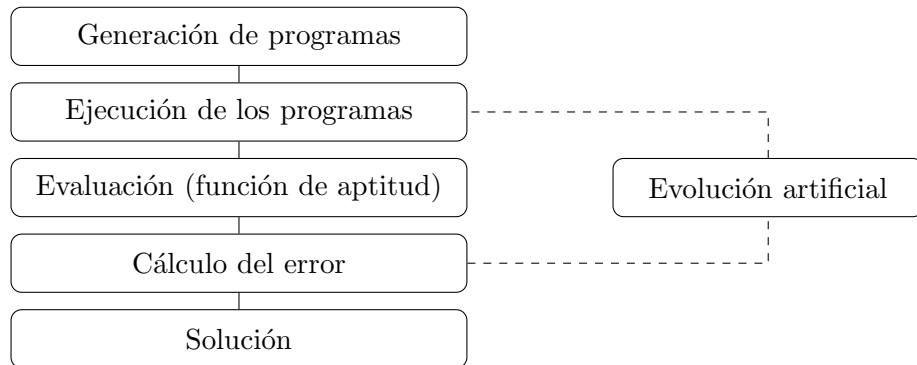 Generación de programas
Ejecución de los programas
Evaluación (función de aptitud)
Evolución artificial
Cálculo del error
Solución